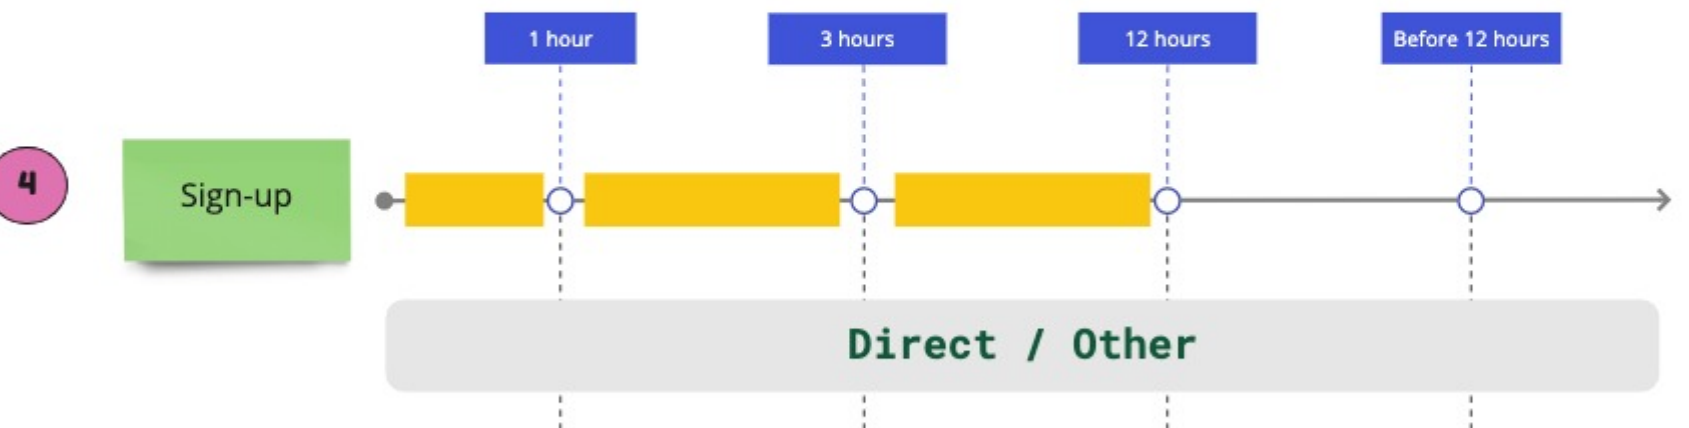 1 hour
3 hours
12 hours
Before 12 hours
4
Sign-up
Direct / Other